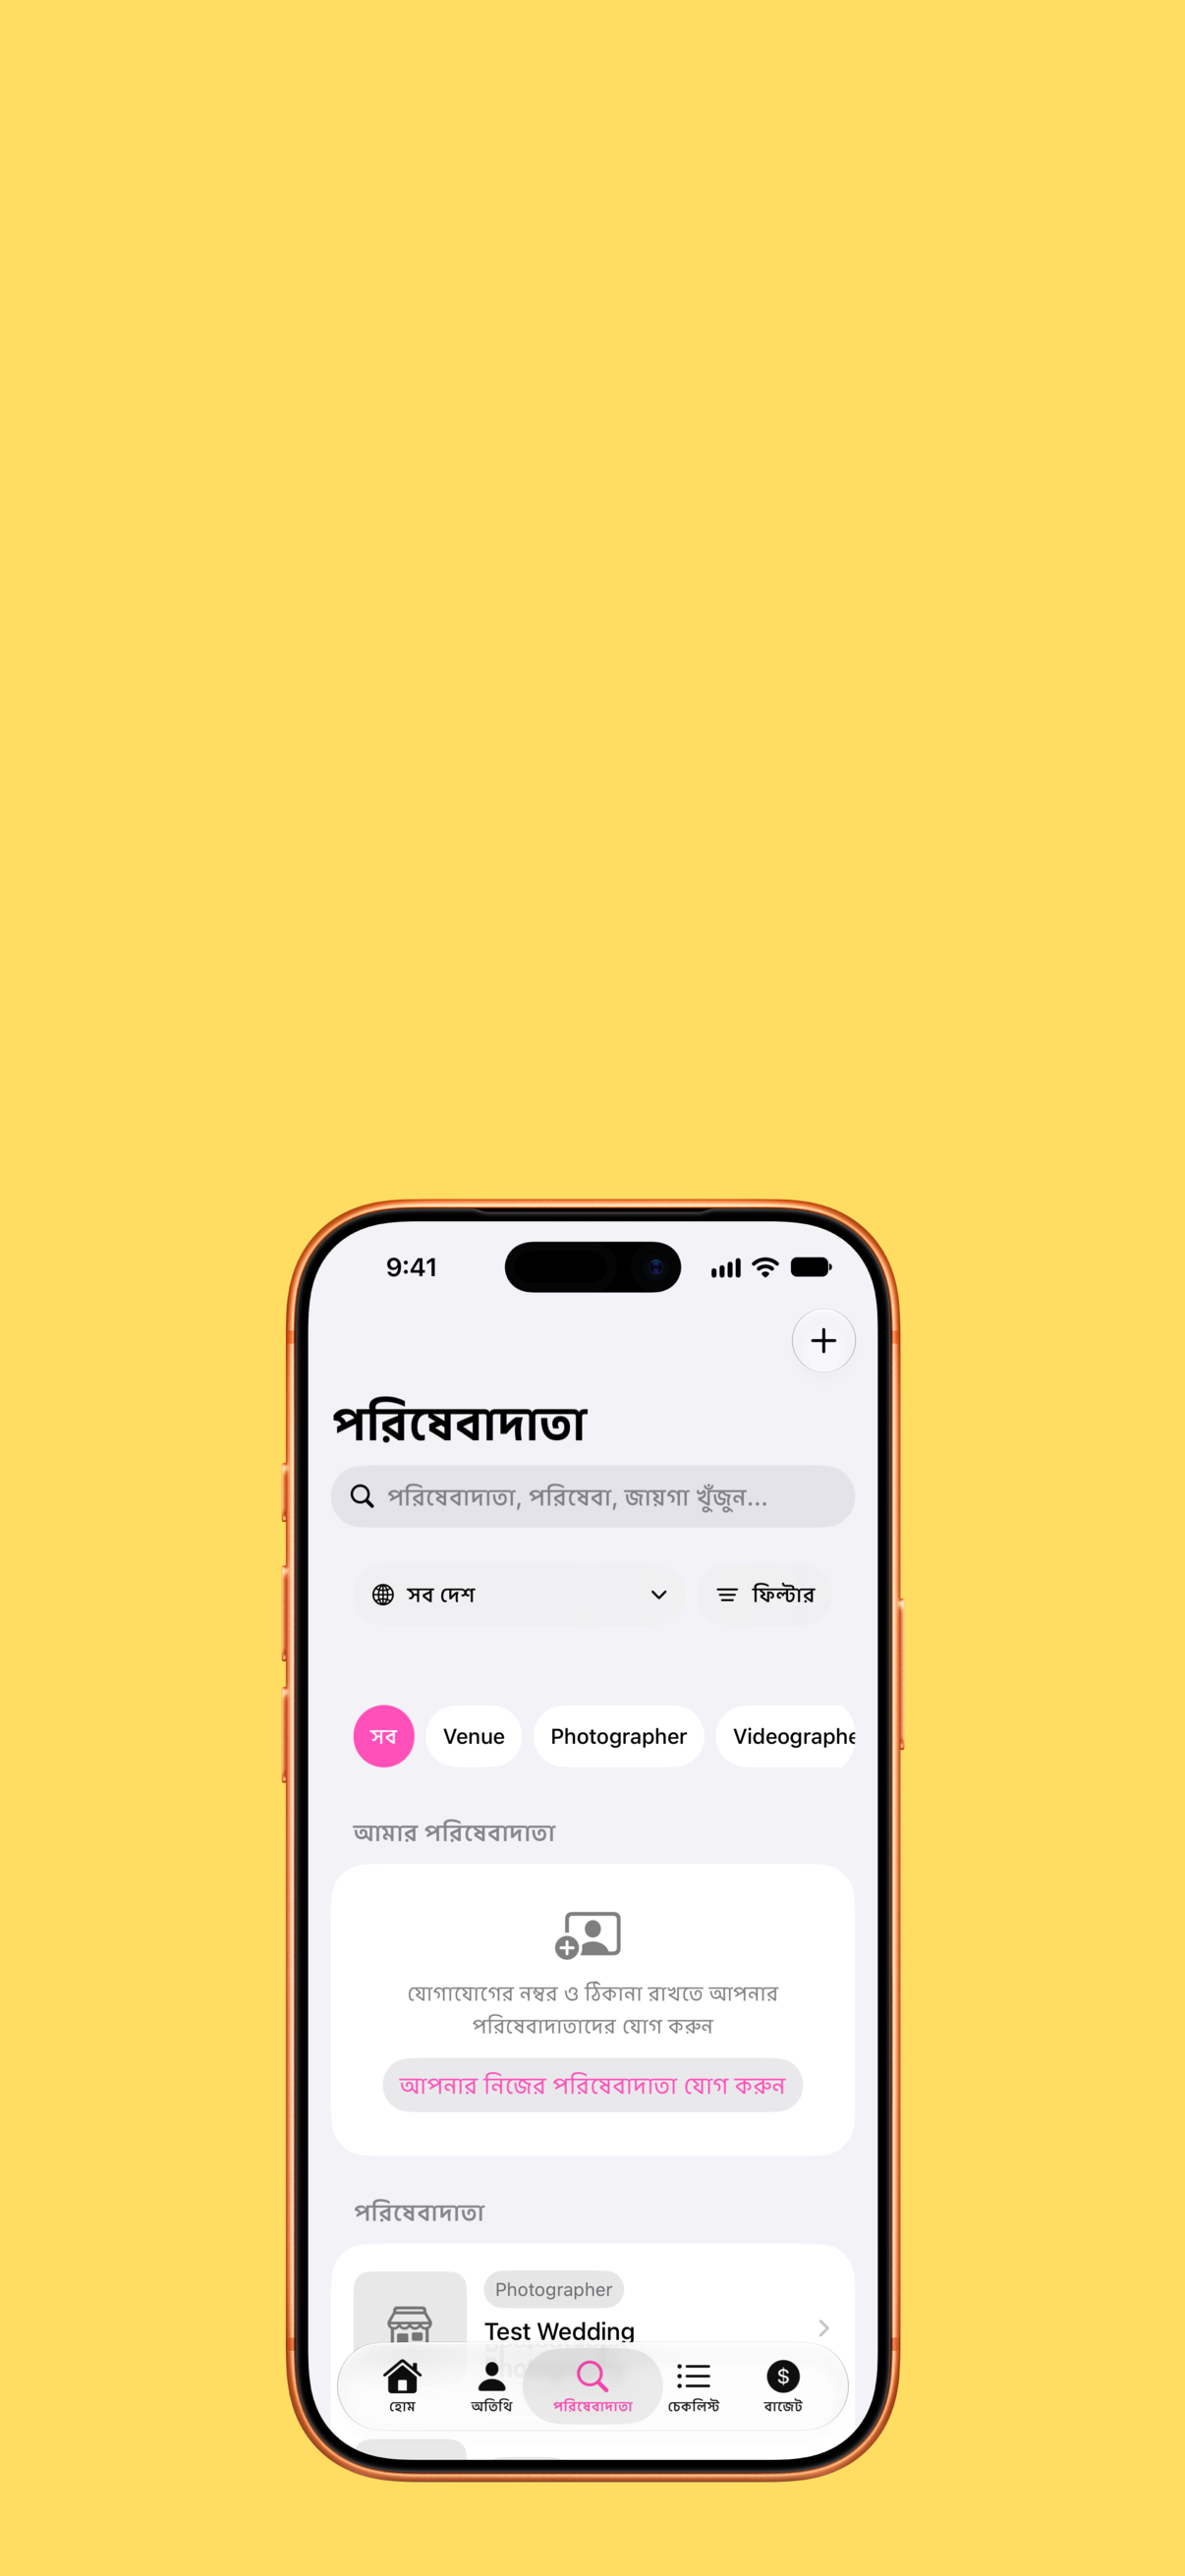 9:41
পরিষেবাদাতা
পরিষেবাদাতা, পরিষেবা, জায়গা খুঁজুন...
সব দেশ
ফিল্টার
সব
Venue
Photographer
Videographe
আমার পরিষেবাদাতা
যোগাযোগের নম্বর ও ঠিকানা রাখতে আপনার
পরিষেবাদাতাদের যোগ করুন
আপনার নিজের পরিষেবাদাতা যোগ করুন
পরিষেবাদাতা
Photographer
Test Wedding
হোম
অতিথি
পরিষেবাদাতা
চেকলিস্ট
বাজেট